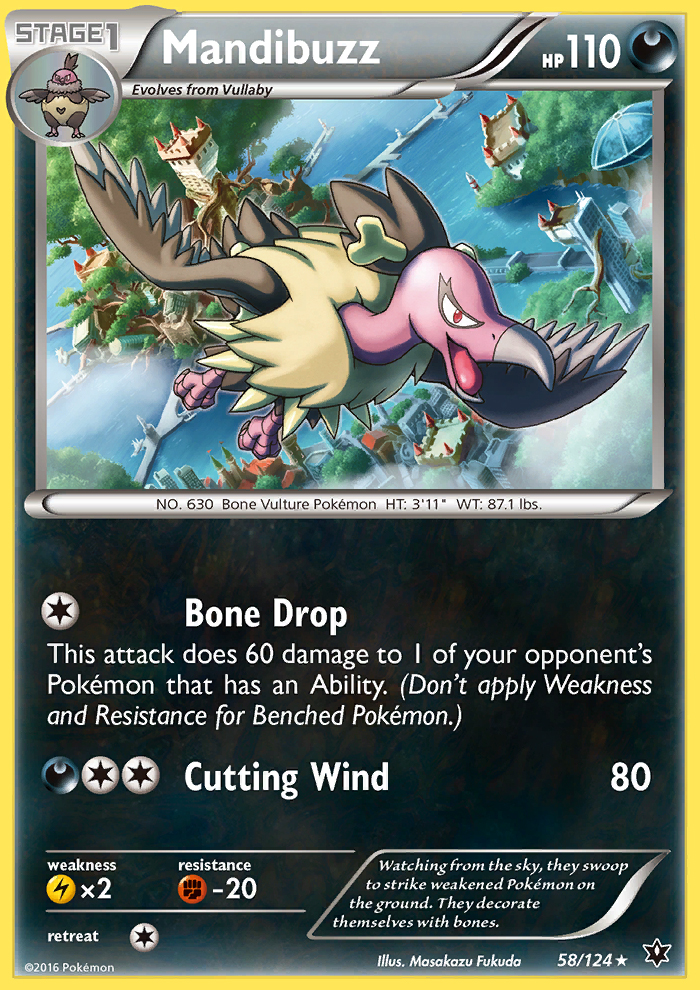 STAGE1
Mandibuzz
HP110
Evolves from Vullaby
NO. 630 Bone Vulture Pokémon HT: 3'11" WT: 87.1 lbs.
Bone Drop
This attack does 60 damage to 1 of your opponent's
Pokémon that has an Ability. (Don't apply Weakness
and Resistance for Benched Pokémon.)
Cutting Wind 80
weakness
×2
resistance
-20
retreat
Watching from the sky, they swoop
to strike weakened Pokémon on
the ground. They decorate
themselves with bones.
©2016 Pokémon
Illus. Masakazu Fukuda
58/124 ★